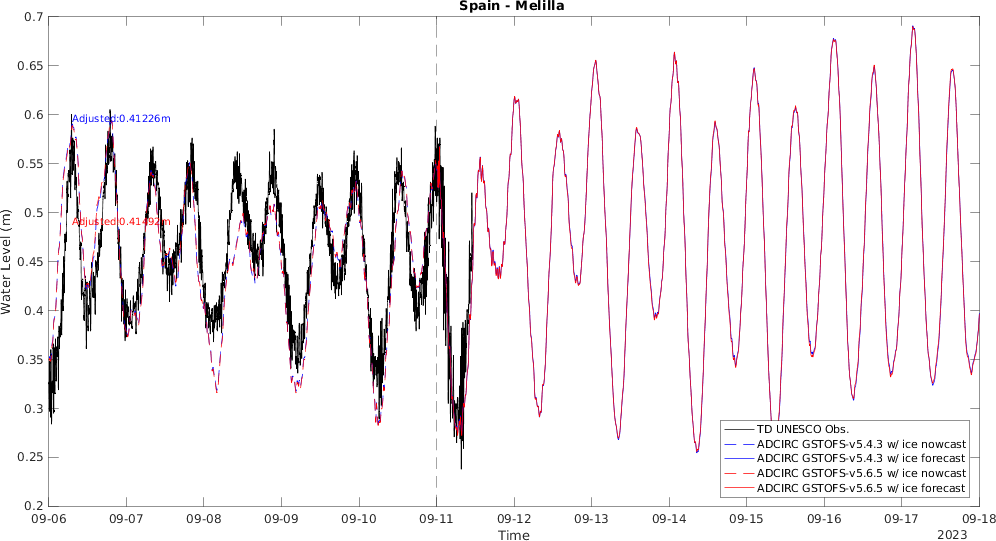 Spain - Melilla
0.7
0.65
0.6
0.55
0.5
0.45
0.4
0.35
0.3
0.25
0.2
Water Level (m)
Adjusted:0.41226m
Adjusted:0.41492m
TD UNESCO Obs.
ADCIRC GSTOFS-v5.4.3 w/ ice nowcast
ADCIRC GSTOFS-v5.4.3 w/ ice forecast
ADCIRC GSTOFS-v5.6.5 w/ ice nowcast
ADCIRC GSTOFS-v5.6.5 w/ ice forecast
09-06 09-07 09-08 09-09 09-10 09-11 09-12 09-13 09-14 09-15 09-16 09-17 09-18
Time
2023